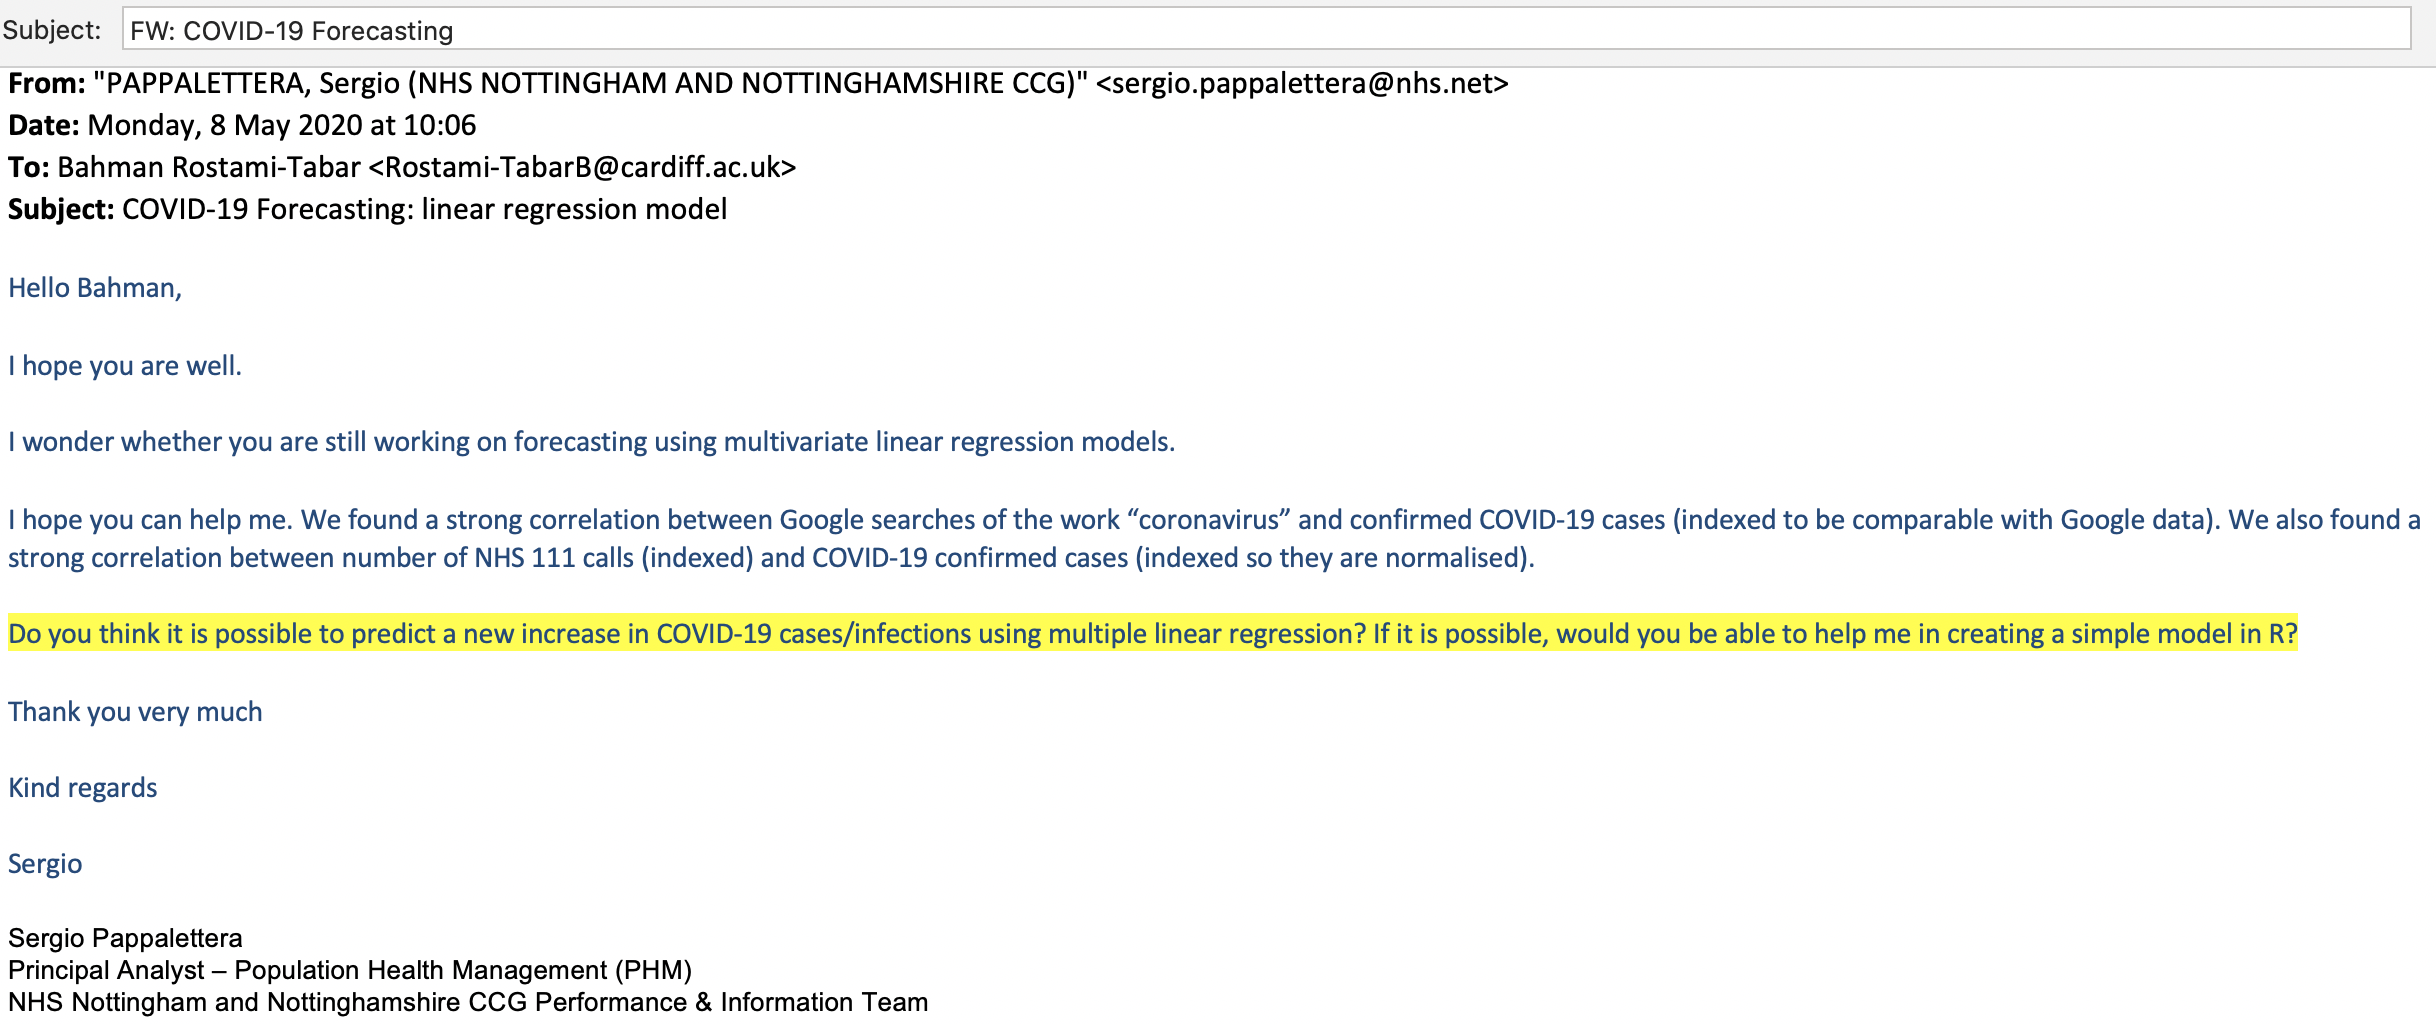 Subject: FW: COVID-19 Forecasting
From: "PAPPALETTERA, Sergio (NHS NOTTINGHAM AND NOTTINGHAMSHIRE CCG)" <sergio.pappalettera@nhs.net>
Date: Monday, 8 May 2020 at 10:06
To: Bahman Rostami-Tabar <Rostami-TabarB@cardiff.ac.uk>
Subject: COVID-19 Forecasting: linear regression model
Hello Bahman,
I hope you are well.
I wonder whether you are still working on forecasting using multivariate linear regression models.
I hope you can help me. We found a strong correlation between Google searches of the work “coronavirus” and confirmed COVID-19 cases (indexed to be comparable with Google data). We also found a
strong correlation between number of NHS 111 calls (indexed) and COVID-19 confirmed cases (indexed so they are normalised).
Do you think it is possible to predict a new increase in COVID-19 cases/infections using multiple linear regression? If it is possible, would you be able to help me in creating a simple model in R?
Thank you very much
Kind regards
Sergio
Sergio Pappalettera
Principal Analyst – Population Health Management (PHM)
NHS Nottingham and Nottinghamshire CCG Performance & Information Team